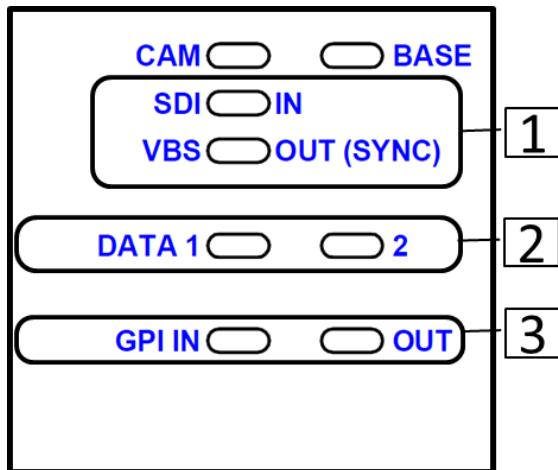 CAM BASE
SDI IN
VBS OUT (SYNC)
1
DATA 1 2
2
GPI IN OUT
3